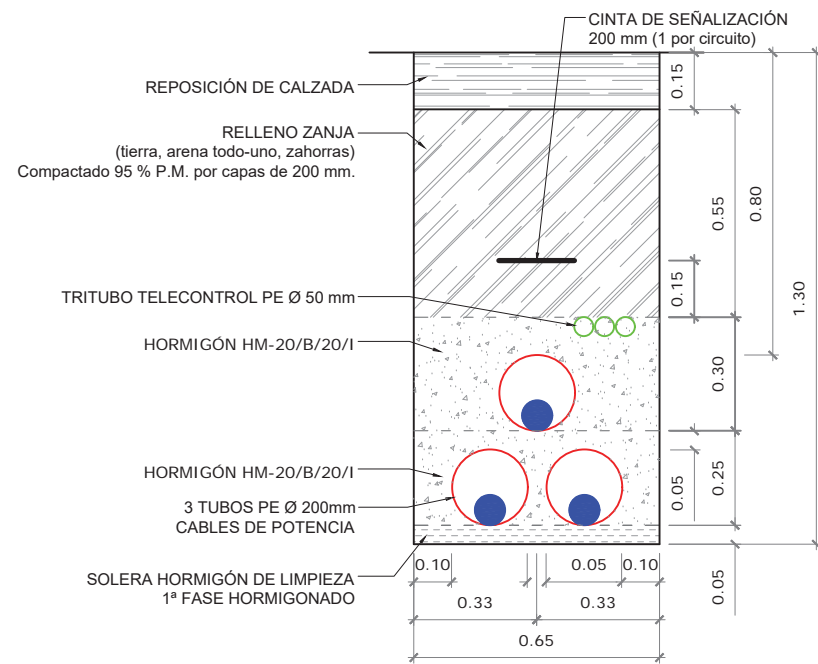 CINTA DE SEÑALIZACIÓN
200 mm (1 por circuito)
REPOSICIÓN DE CALZADA
RELLENO ZANJA
(tierra, arena todo-uno, zahorras)
Compactado 95 % P.M. por capas de 200 mm.
TRITUBO TELECONTROL PE Ø 50 mm
HORMIGÓN HM-20/B/20/I
HORMIGÓN HM-20/B/20/I
3 TUBOS PE Ø 200mm
CABLES DE POTENCIA
SOLERA HORMIGÓN DE LIMPIEZA
1ª FASE HORMIGONADO
0.15
0.55
0.80
1.30
0.15
0.30
0.05
0.25
0.05
0.10
0.05
0.10
0.33
0.33
0.65